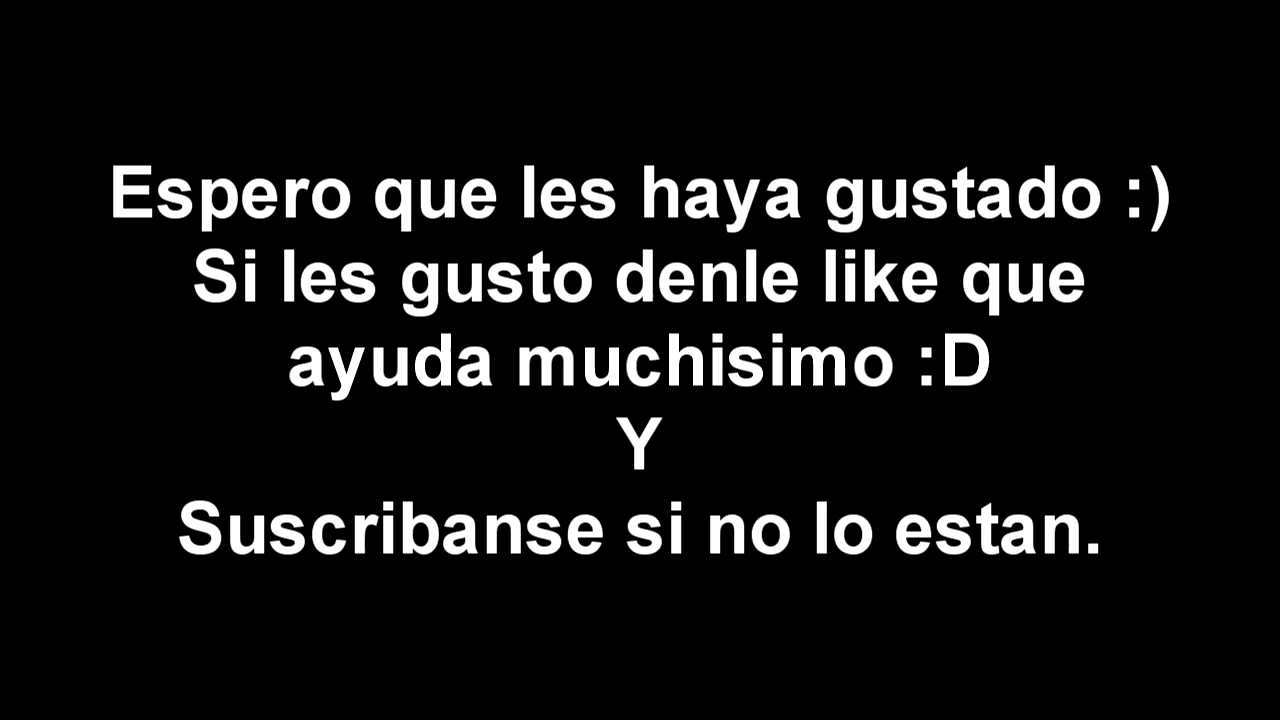 Espero que les haya gustado :)
Si les gusto denle like que
ayuda muchisimo :D
Y
Suscribanse si no lo estan.